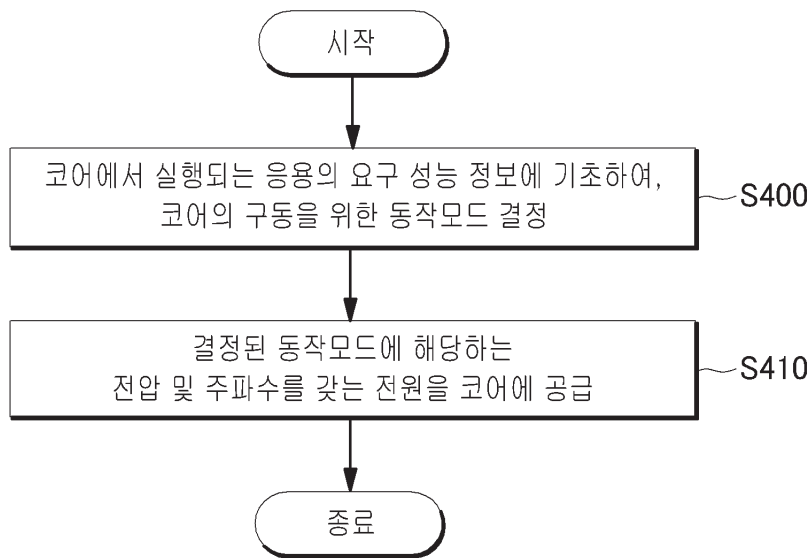 시작
코어에서 실행되는 응용의 요구 성능 정보에 기초하여,
코어의 구동을 위한 동작모드 결정
S400
결정된 동작모드에 해당하는
전압 및 주파수를 갖는 전원을 코어에 공급
S410
종료